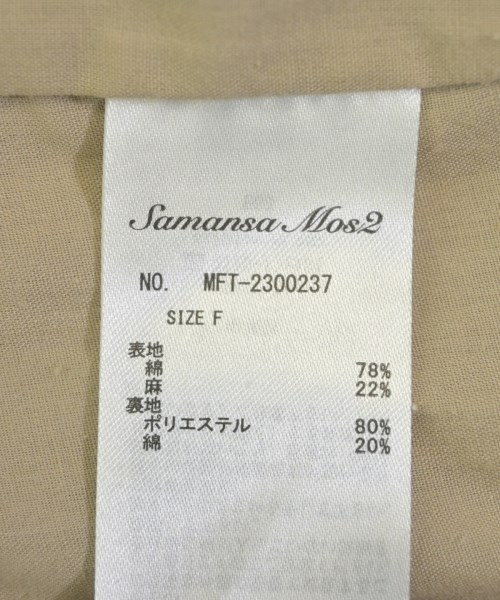 Samansa Mos2
NO. MFT-2300237
SIZE F
表地
綿 78%
麻 22%
裏地
ポリエステル 80%
綿 20%